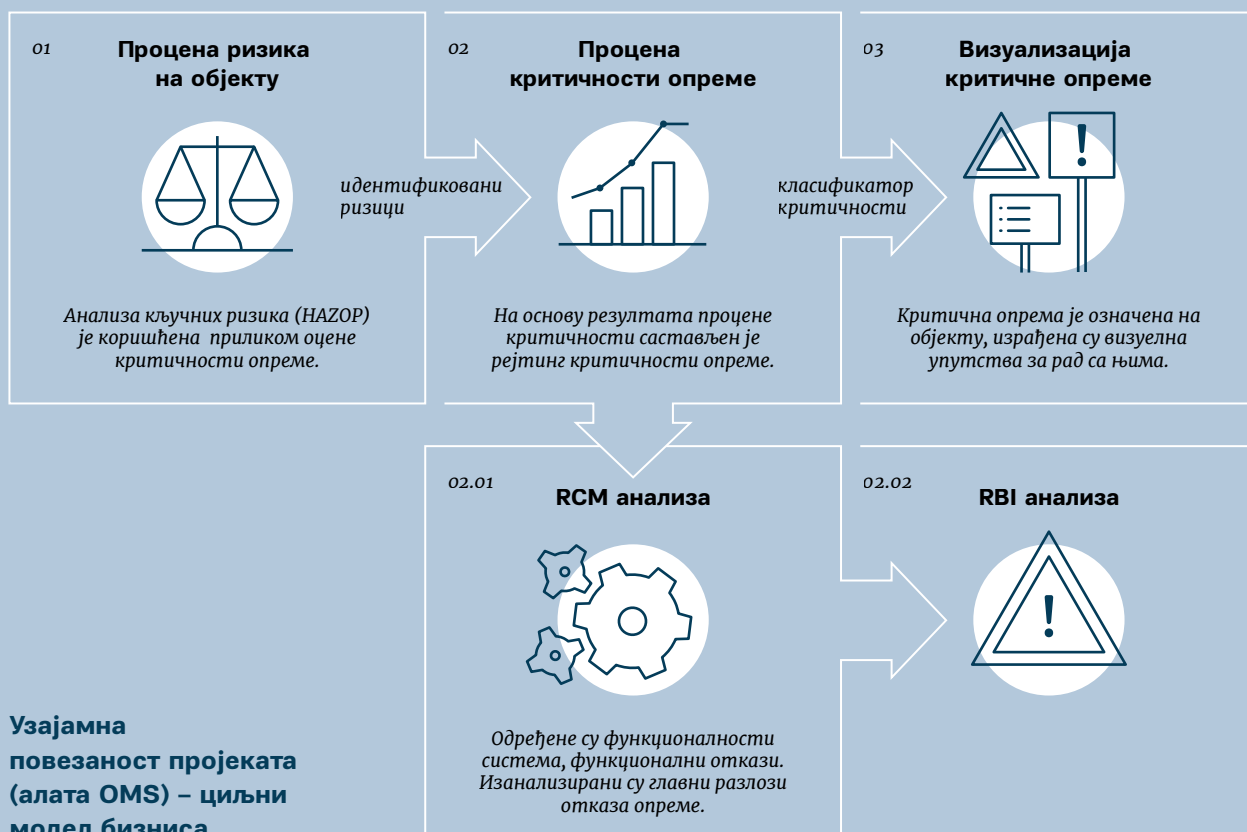 01
Процена ризика
на објекту
идентификовани
ризици
Анализа кључних ризика (HAZOP)
је коришћена приликом оцене
критичности опреме.
02
Процена
критичности опреме
класификатор
критичности
На основу резултата процене
критичности састављен је
рејтинг критичности опреме.
03
Визуализација
критичне опреме
Критична опрема је означена на
објекту, израђена су визуелна
упутства за рад са њима.
02.01
RCM анализа
Одређене су функционалности
система, функционални откази.
Изанализирани су главни разлози
отказа опреме.
02.02
RBI анализа
Узајамна
повезаност пројеката
(алата OMS) – циљни
модел бизниса